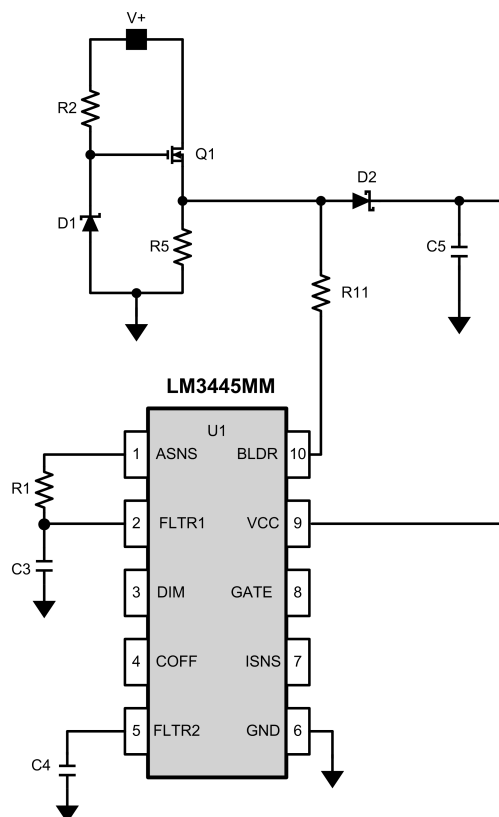 V+
R2
Q1
D1
R5
D2
C5
R11
LM3445MM
U1
1 ASNS BLDR 10
R1
2 FLTR1 VCC 9
C3
3 DIM GATE 8
4 COFF ISNS 7
5 FLTR2 GND 6
C4